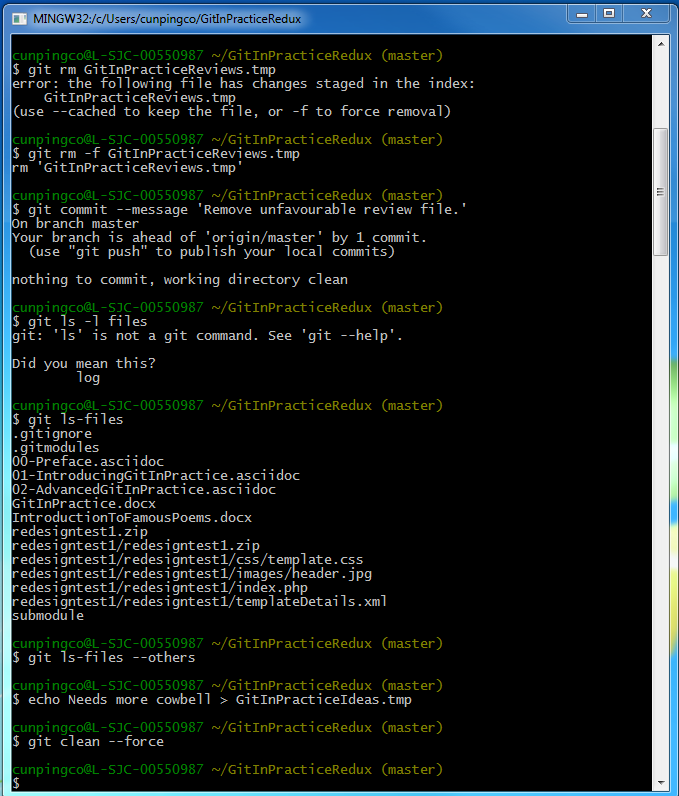 MINGW32:/c/Users/cunpingco/GitInPracticeRedux
cunpingco@L-SJC-00550987 ~/GitInPracticeRedux (master)
$ git rm GitInPracticeReviews.tmp
error: the following file has changes staged in the index:
    GitInPracticeReviews.tmp
(use --cached to keep the file, or -f to force removal)
cunpingco@L-SJC-00550987 ~/GitInPracticeRedux (master)
$ git rm -f GitInPracticeReviews.tmp
rm 'GitInPracticeReviews.tmp'
cunpingco@L-SJC-00550987 ~/GitInPracticeRedux (master)
$ git commit --message 'Remove unfavourable review file.'
On branch master
Your branch is ahead of 'origin/master' by 1 commit.
  (use "git push" to publish your local commits)
nothing to commit, working directory clean
cunpingco@L-SJC-00550987 ~/GitInPracticeRedux (master)
$ git ls -l files
git: 'ls' is not a git command. See 'git --help'.
Did you mean this?
        log
cunpingco@L-SJC-00550987 ~/GitInPracticeRedux (master)
$ git ls-files
.gitignore
.gitmodules
00-Preface.asciidoc
01-IntroducingGitInPractice.asciidoc
02-AdvancedGitInPractice.asciidoc
GitInPractice.docx
IntroductionToFamousPoems.docx
redesigntest1.zip
redesigntest1/redesigntest1.zip
redesigntest1/redesigntest1/css/template.css
redesigntest1/redesigntest1/images/header.jpg
redesigntest1/redesigntest1/index.php
redesigntest1/redesigntest1/templateDetails.xml
submodule
cunpingco@L-SJC-00550987 ~/GitInPracticeRedux (master)
$ git ls-files --others
cunpingco@L-SJC-00550987 ~/GitInPracticeRedux (master)
$ echo Needs more cowbell > GitInPracticeIdeas.tmp
cunpingco@L-SJC-00550987 ~/GitInPracticeRedux (master)
$ git clean --force
cunpingco@L-SJC-00550987 ~/GitInPracticeRedux (master)
$